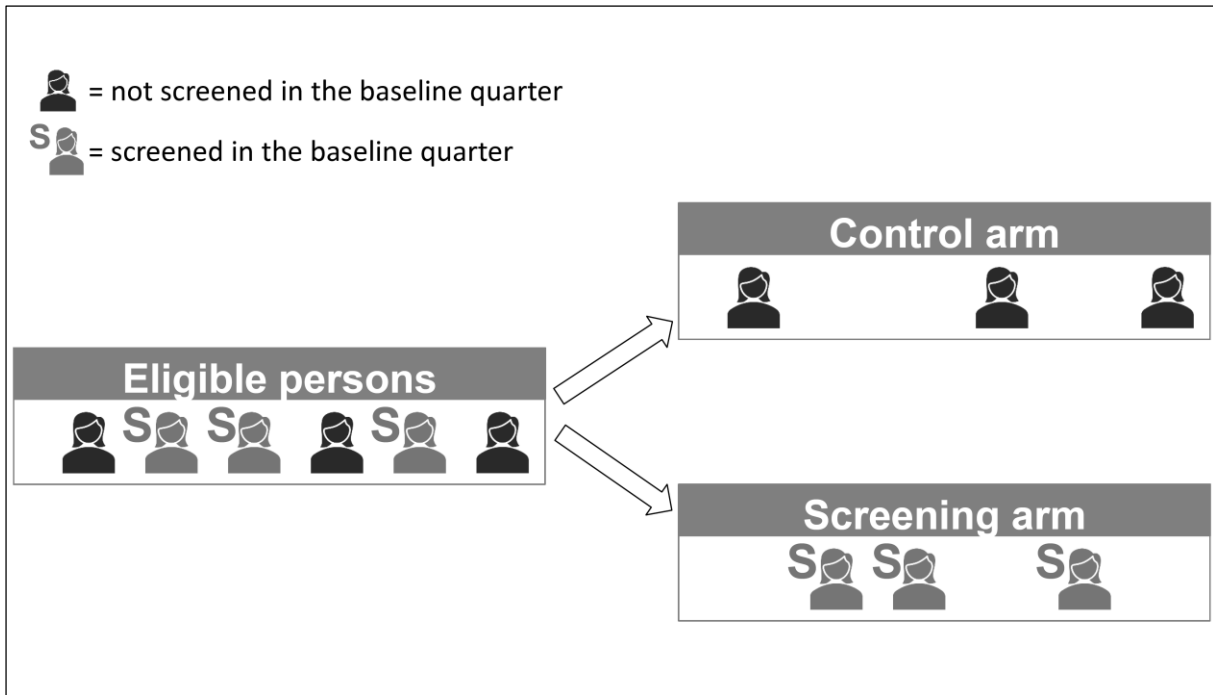 = not screened in the baseline quarter
S = screened in the baseline quarter
Control arm
Eligible persons
S S S
Screening arm
S S S